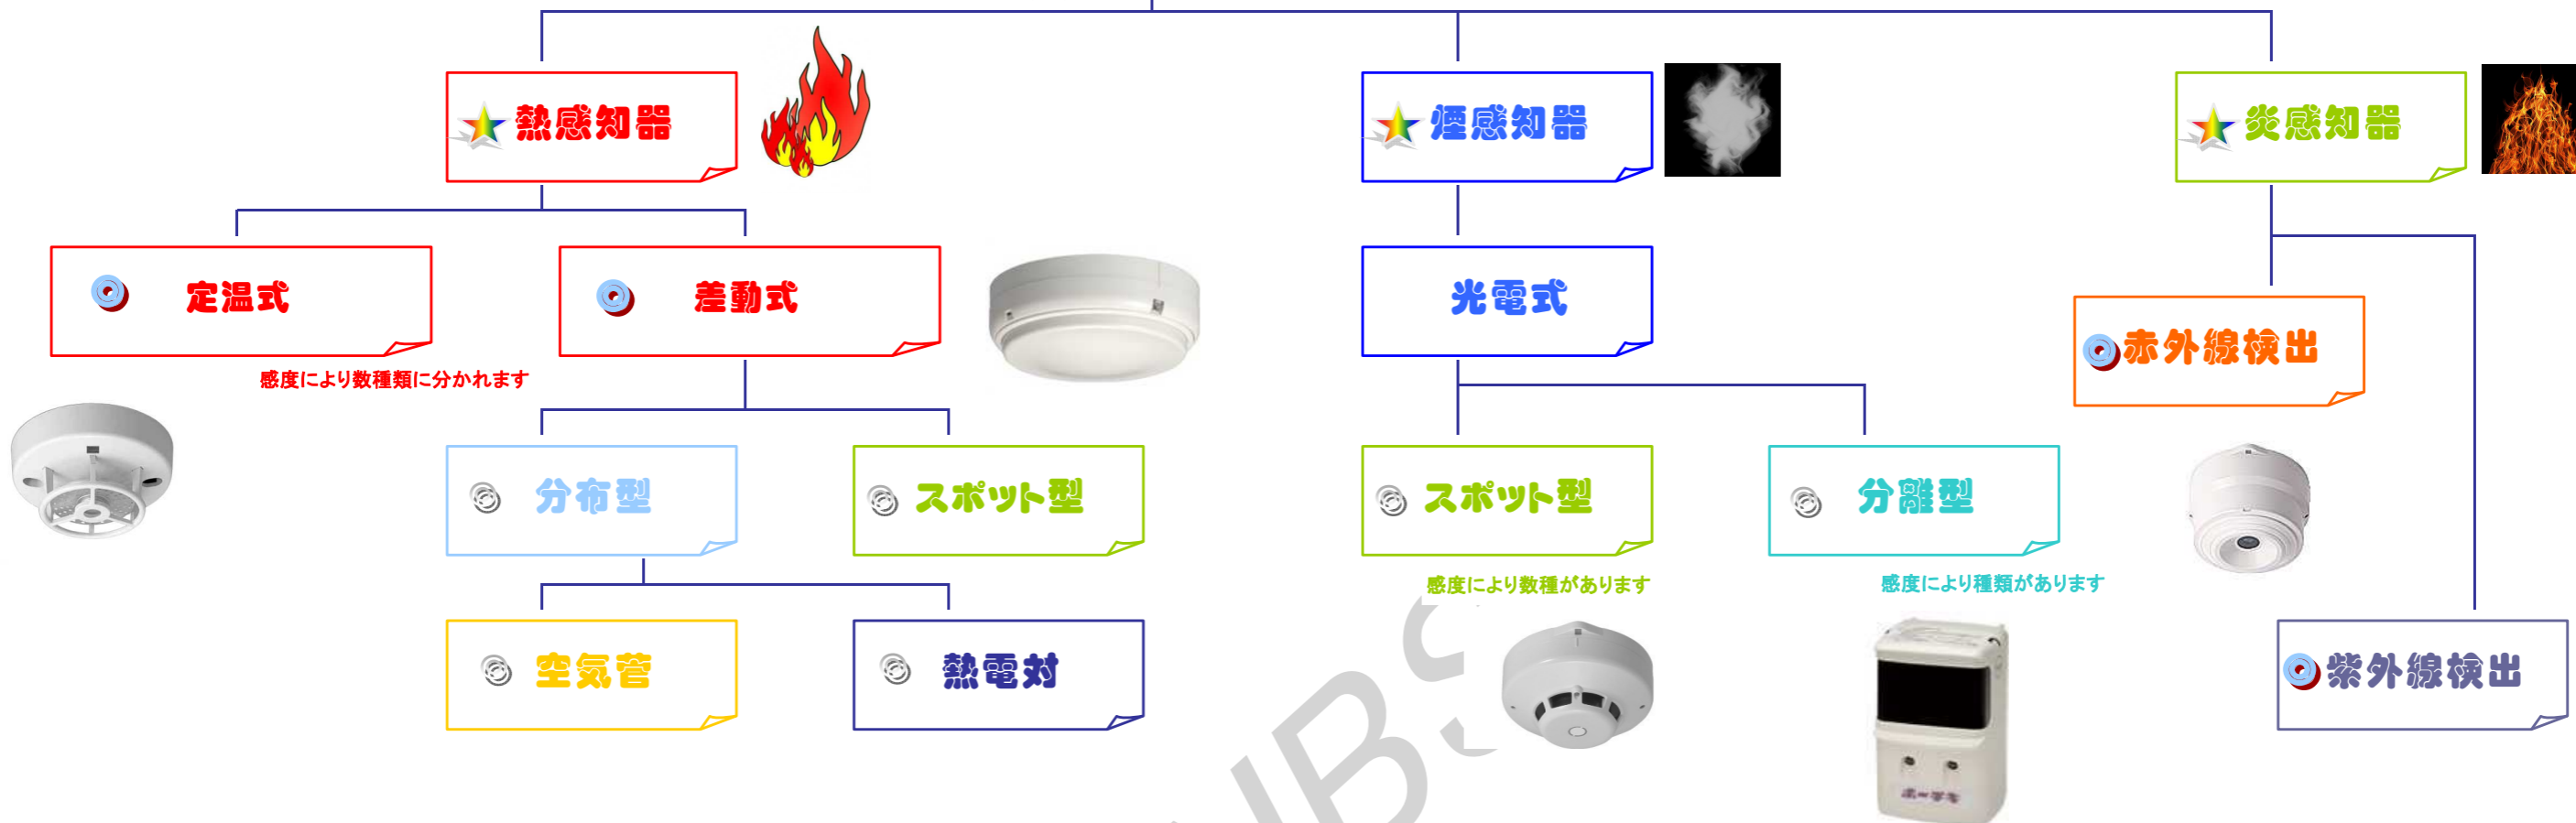 熱感知器
煙感知器
炎感知器
定温式
差動式
光電式
赤外線検出
感度により数種類に分かれます
分布型
スポット型
スポット型
分離型
感度により数種があります
感度により種類があります
空気菅
熱電対
紫外線検出